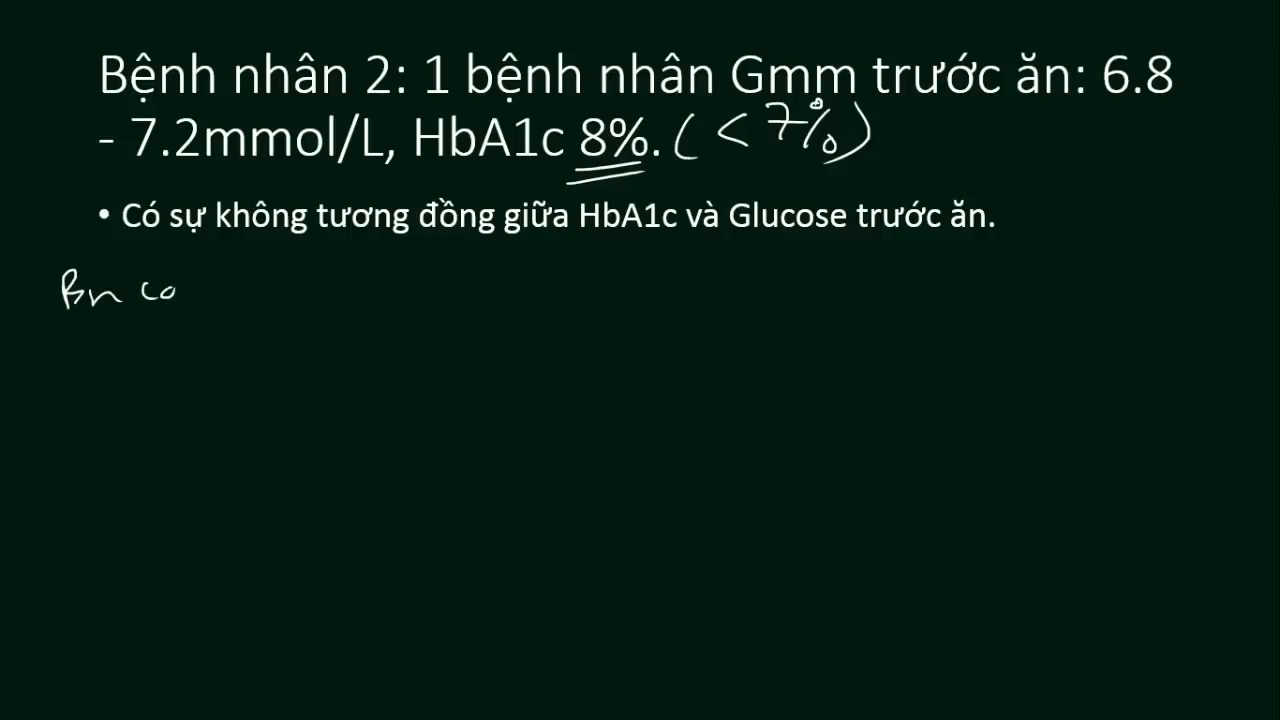 Bệnh nhân 2: 1 bệnh nhân Gmm trước ăn: 6.8
- 7.2mmol/L, HbA1c 8%. (< 7%)
• Có sự không tương đồng giữa HbA1c và Glucose trước ăn.
Bn co